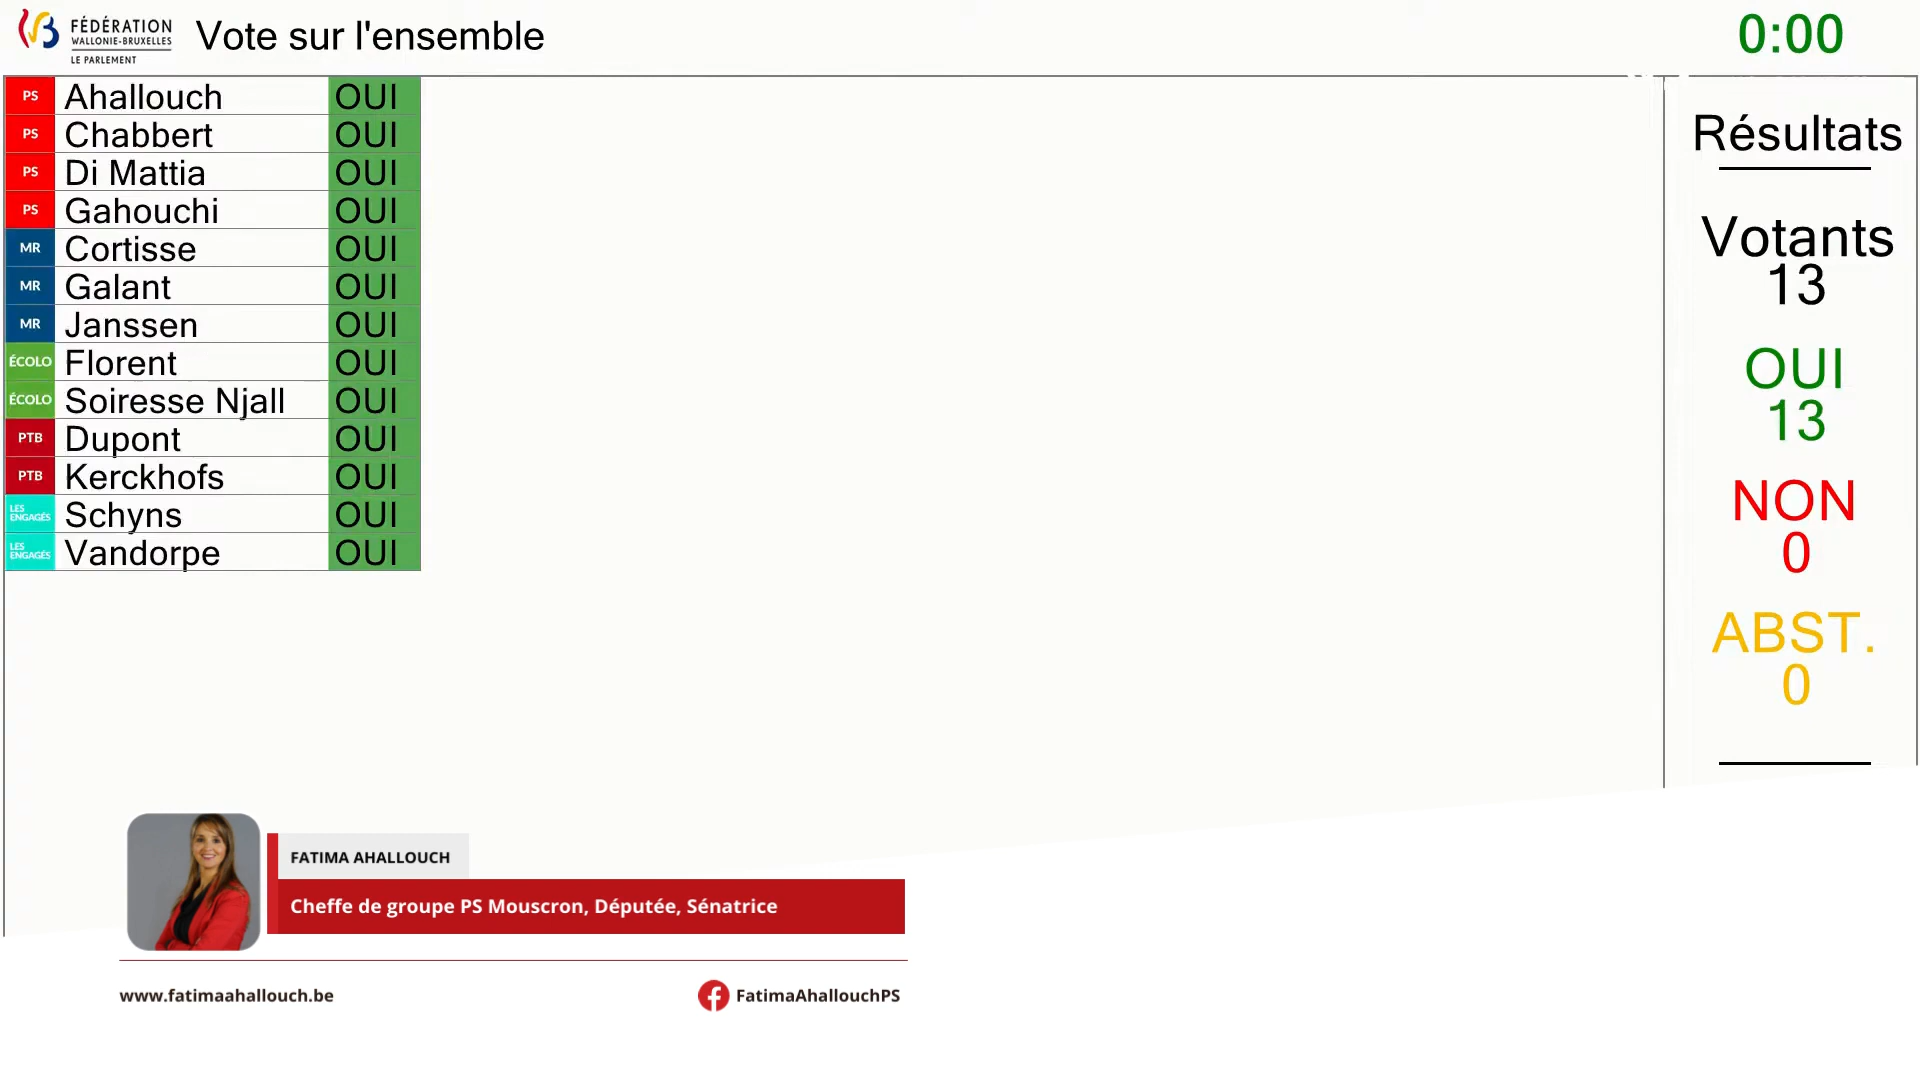 FÉDÉRATION
WALLONIE-BRUXELLES
LE PARLEMENT
Vote sur l'ensemble
0:00
PS Ahallouch OUI
PS Chabbert OUI
PS Di Mattia OUI
PS Gahouchi OUI
MR Cortisse OUI
MR Galant OUI
MR Janssen OUI
ÉCOLO Florent OUI
ÉCOLO Soiresse Njall OUI
PTB Dupont OUI
PTB Kerckhofs OUI
LES ENGAGÉS Schyns OUI
LES ENGAGÉS Vandorpe OUI
Résultats
Votants
13
OUI
13
NON
0
ABST.
0
FATIMA AHALLOUCH
Cheffe de groupe PS Mouscron, Députée, Sénatrice
www.fatimaahallouch.be
FatimaAhallouchPS